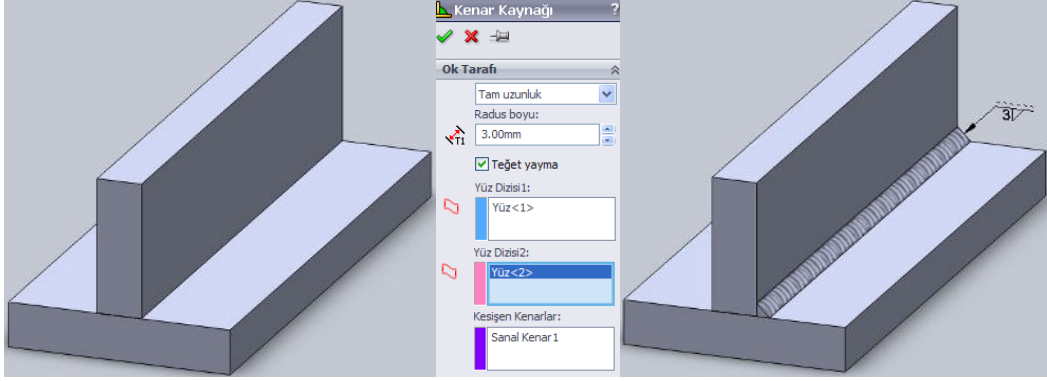 Kenar Kaynağı ?
Ok Tarafı
Tam uzunluk
Radus boyu:
T1 3.00mm
Teğet yayma
Yüz Dizisi1:
Yüz<1>
Yüz Dizisi2:
Yüz<2>
Kesişen Kenarlar:
Sanal Kenar1
3